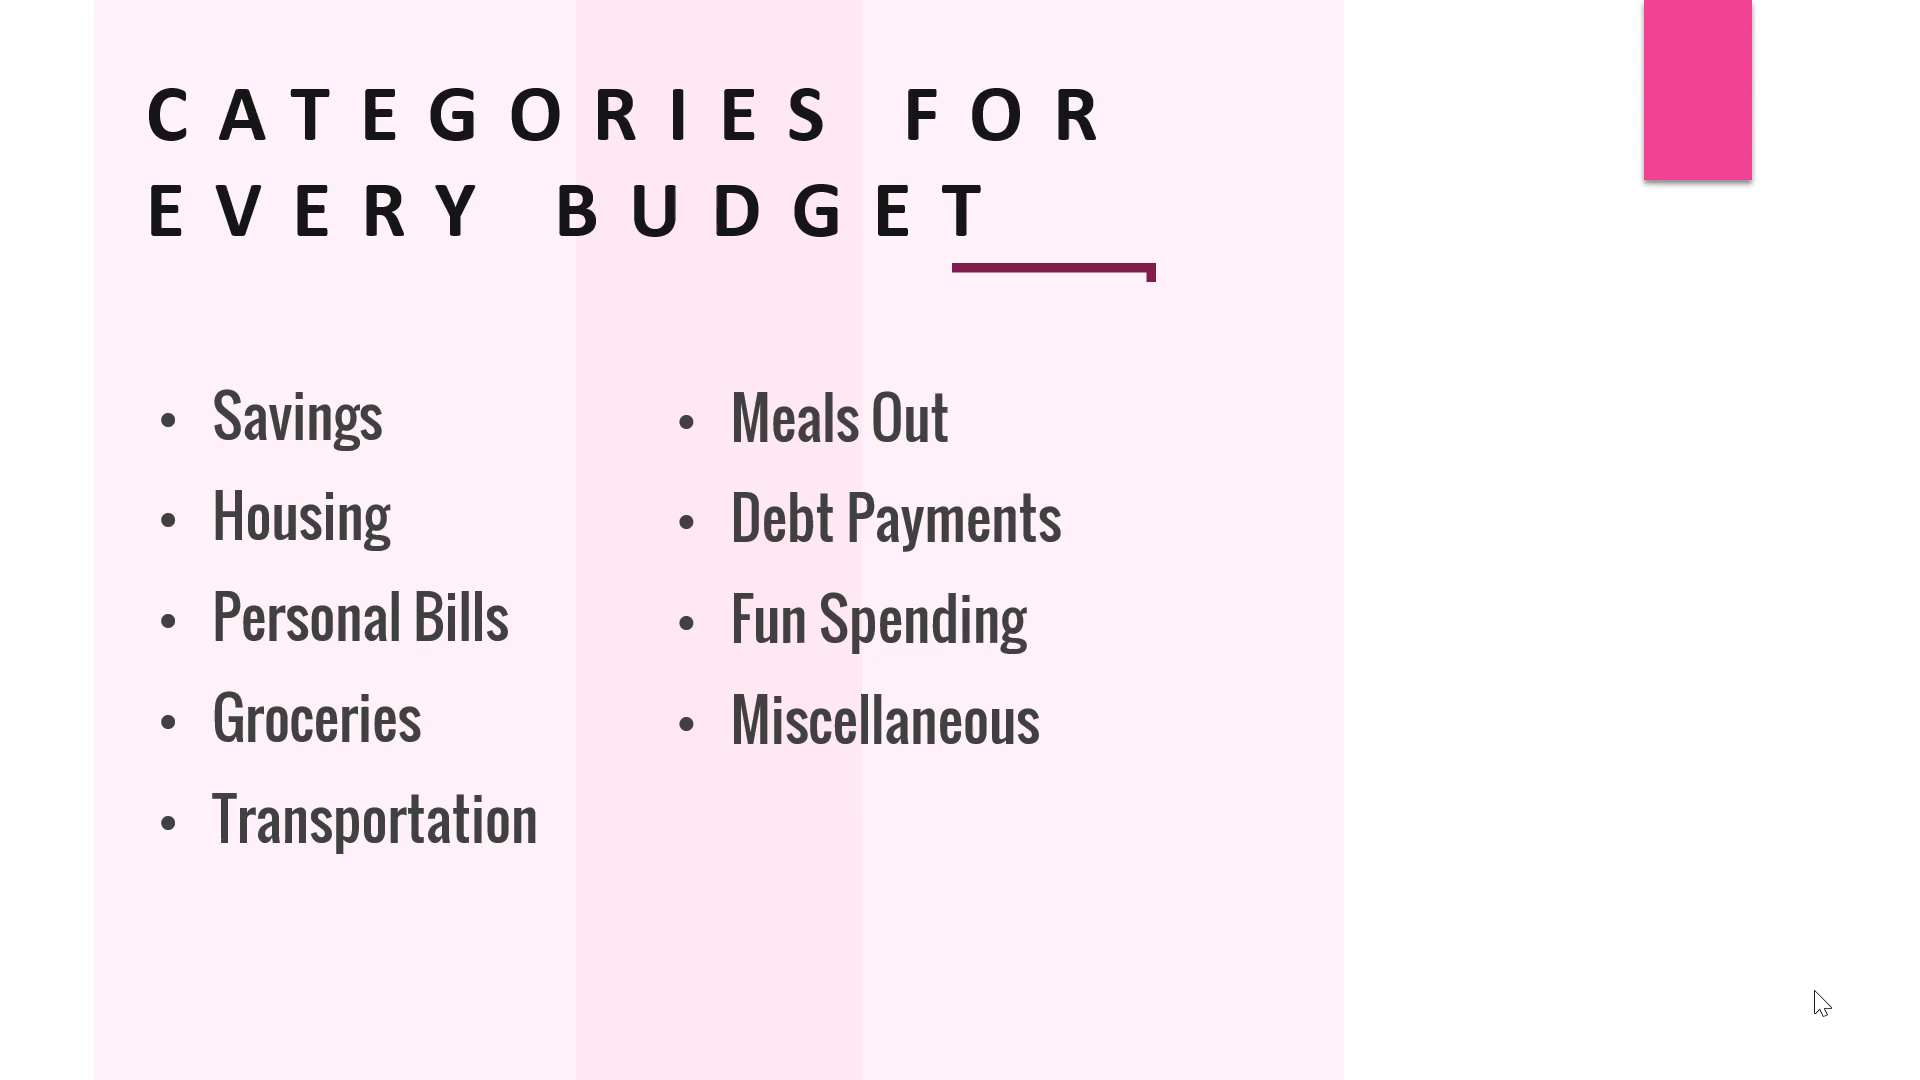 CATEGORIES FOR
EVERY BUDGET
• Savings
• Housing
• Personal Bills
• Groceries
• Transportation
• Meals Out
• Debt Payments
• Fun Spending
• Miscellaneous